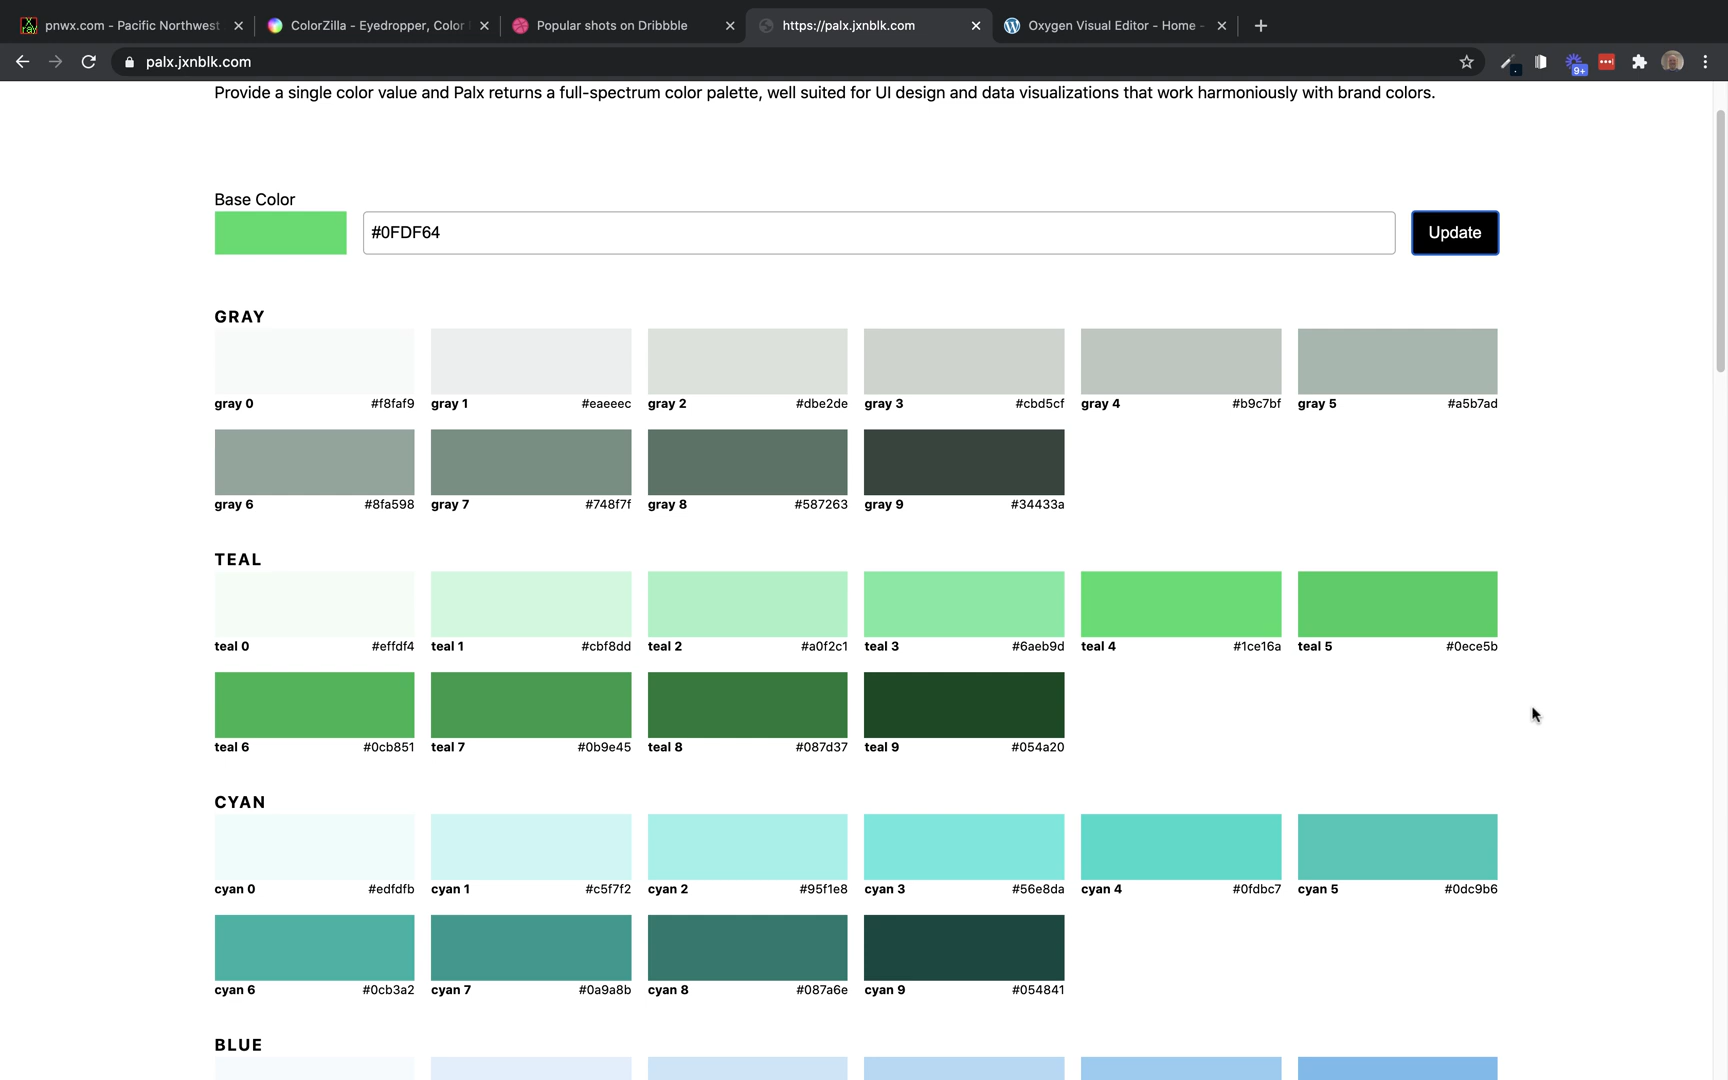 pnwx.com - Pacific Northwest
ColorZilla - Eyedropper, Color
Popular shots on Dribbble
https://palx.jxnblk.com
Oxygen Visual Editor - Home -
palx.jxnblk.com
9+
Provide a single color value and Palx returns a full-spectrum color palette, well suited for UI design and data visualizations that work harmoniously with brand colors.
Base Color
#0FDF64
Update
GRAY
gray 0 #f8faf9 gray 1 #eaeeec gray 2 #dbe2de gray 3 #cbd5cf gray 4 #b9c7bf gray 5 #a5b7ad
gray 6 #8fa598 gray 7 #748f7f gray 8 #587263 gray 9 #34433a
TEAL
teal 0 #effdf4 teal 1 #cbf8dd teal 2 #a0f2c1 teal 3 #6aeb9d teal 4 #1ce16a teal 5 #0ece5b
teal 6 #0cb851 teal 7 #0b9e45 teal 8 #087d37 teal 9 #054a20
CYAN
cyan 0 #edfdfb cyan 1 #c5f7f2 cyan 2 #95f1e8 cyan 3 #56e8da cyan 4 #0fdbc7 cyan 5 #0dc9b6
cyan 6 #0cb3a2 cyan 7 #0a9a8b cyan 8 #087a6e cyan 9 #054841
BLUE